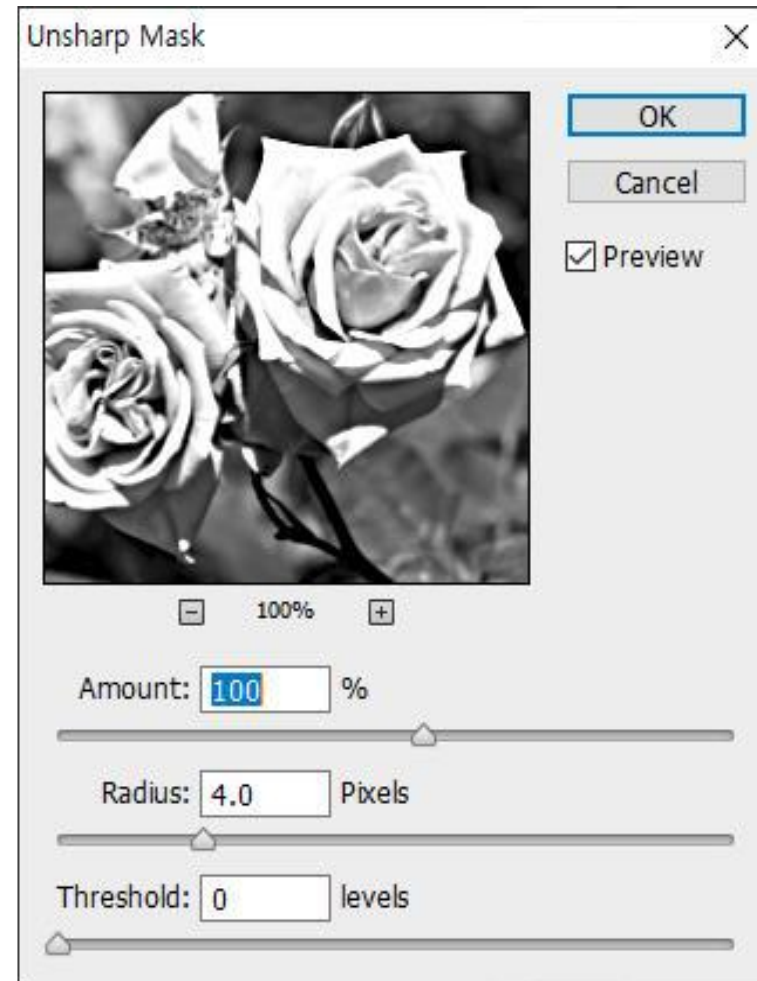 Unsharp Mask
OK
Cancel
Preview
100%
Amount: 100 %
Radius: 4.0 Pixels
Threshold: 0 levels